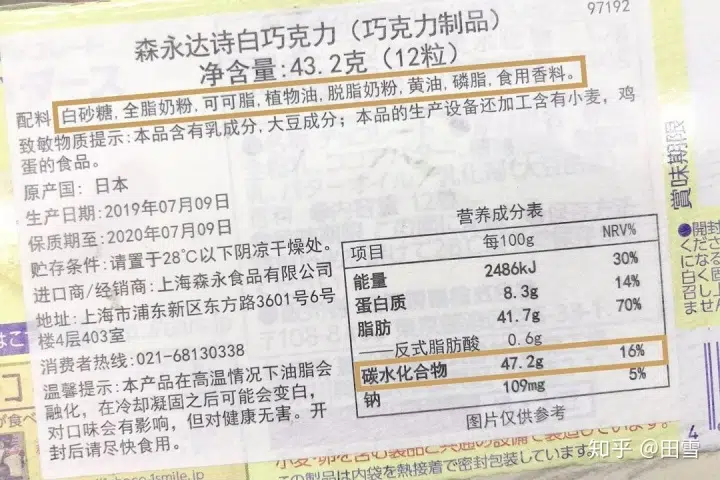 97192
森永达诗白巧克力（巧克力制品）
净含量:43.2克（12粒）
配料:白砂糖,全脂奶粉,可可脂,植物油,脱脂奶粉,黄油,磷脂,食用香料。
致敏物质提示:本品含有乳成分,大豆成分；本品的生产设备还加工含有小麦，鸡
蛋的食品。
原产国：日本
生产日期:2019年07月09日
保质期至:2020年07月09日
贮存条件:请置于28℃以下阴凉干燥处。
进口商/经销商:上海森永食品有限公司
地址:上海市浦东新区东方路3601号6号
楼4层403室
消费者热线:021-68130338
温馨提示:本产品在高温情况下油脂会
融化，在冷却凝固之后可能会变白，
对口味会有影响，但对健康无害。开
封后请尽快食用。
营养成分表
项目 每100g NRV%
能量 2486kJ 30%
蛋白质 8.3g 14%
脂肪 41.7g 70%
——反式脂肪酸 0.6g
碳水化合物 47.2g 16%
钠 109mg 5%
图片仅供参考
賞味期限
知乎 @田雪